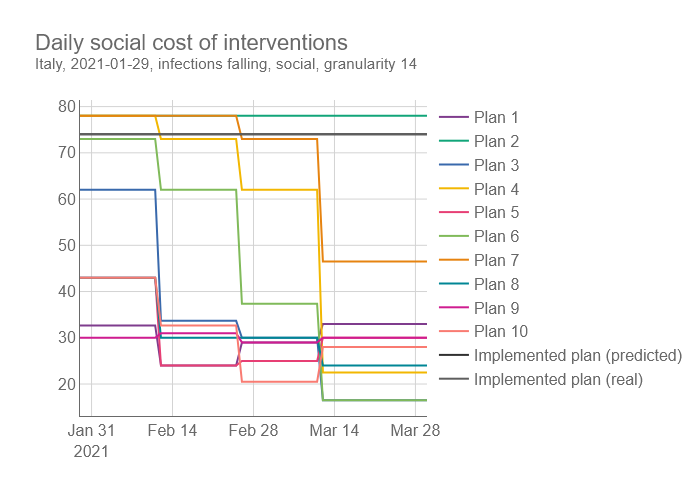 Daily social cost of interventions
Italy, 2021-01-29, infections falling, social, granularity 14
80
70
60
50
40
30
20
Jan 31
2021
Feb 14
Feb 28
Mar 14
Mar 28
Plan 1
Plan 2
Plan 3
Plan 4
Plan 5
Plan 6
Plan 7
Plan 8
Plan 9
Plan 10
Implemented plan (predicted)
Implemented plan (real)